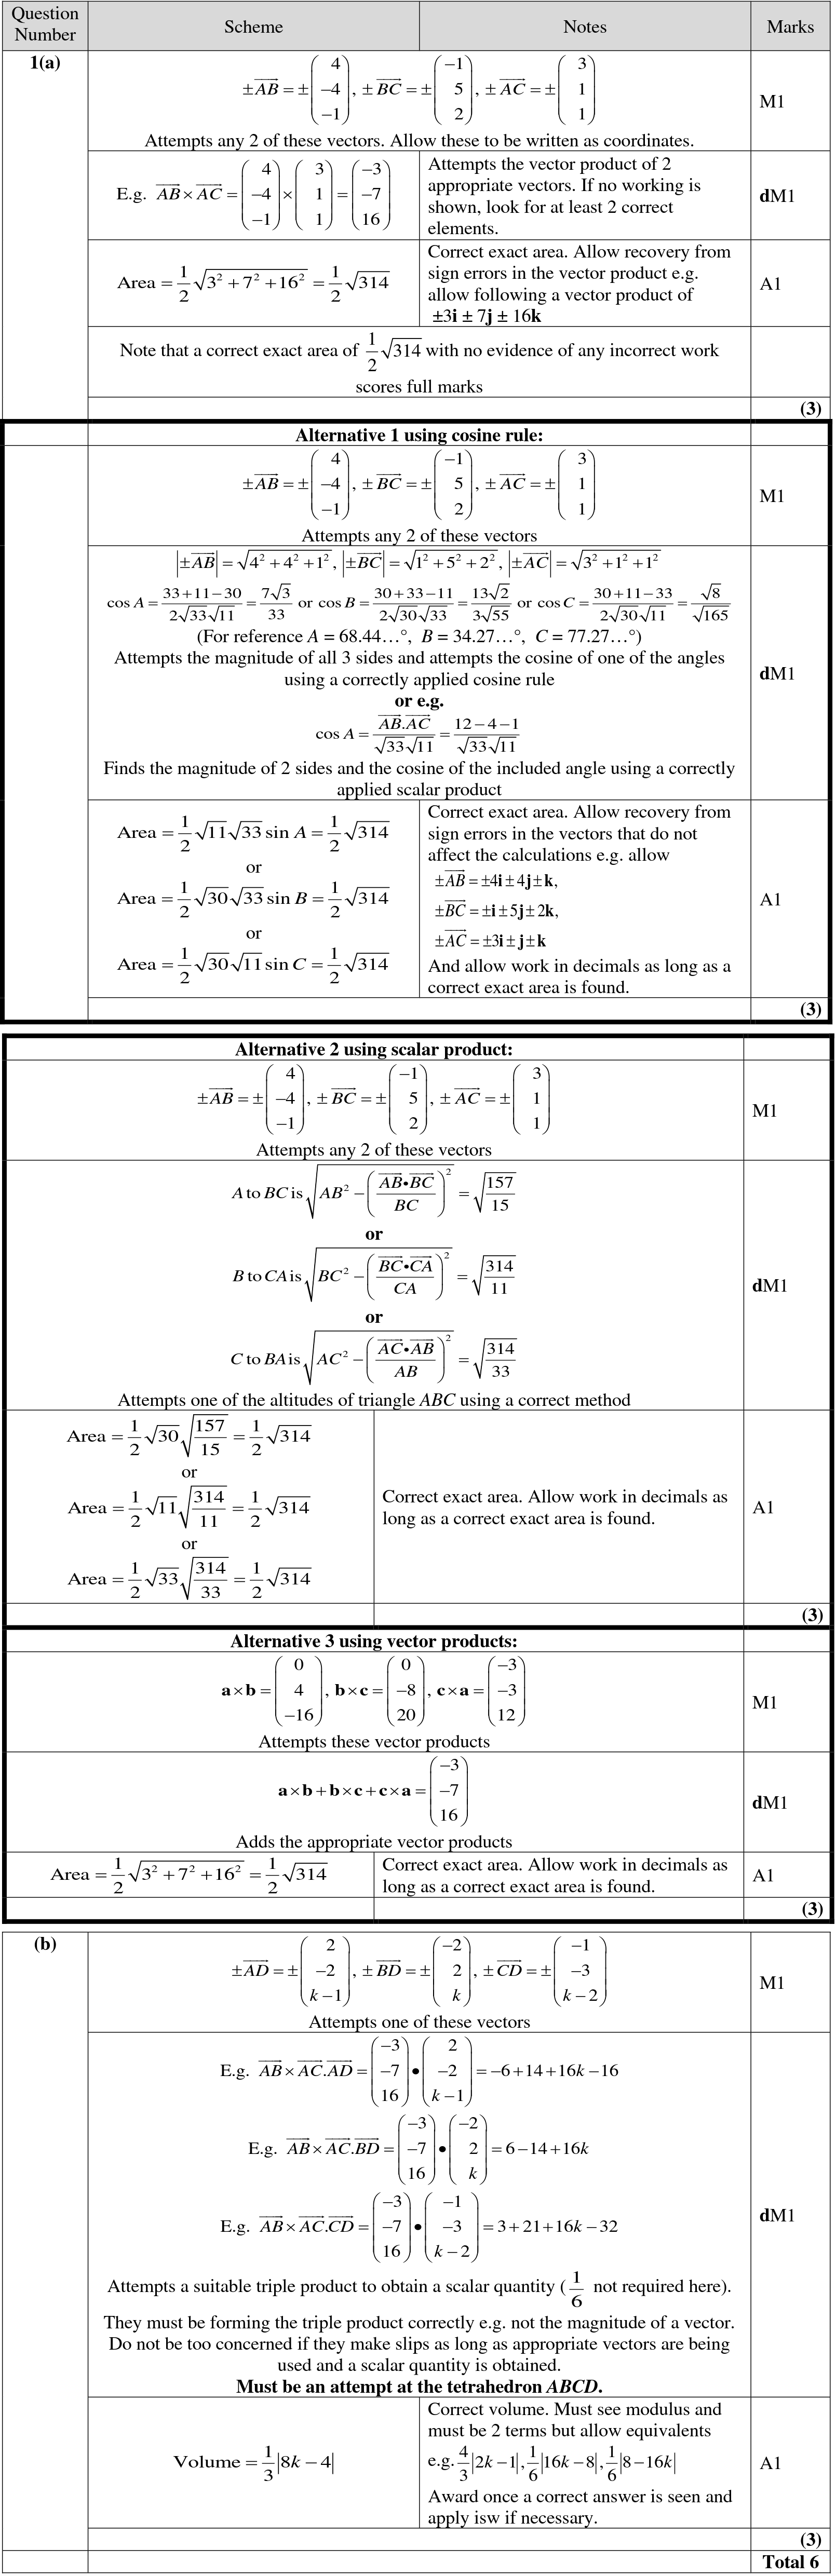 Question Number Scheme Notes Marks
1(a)
$\pm\overrightarrow{AB} = \pm\begin{pmatrix} 4 \\ -4 \\ -1 \end{pmatrix}, \pm\overrightarrow{BC} = \pm\begin{pmatrix} -1 \\ 5 \\ 2 \end{pmatrix}, \pm\overrightarrow{AC} = \pm\begin{pmatrix} 3 \\ 1 \\ 1 \end{pmatrix}$
Attempts any 2 of these vectors. Allow these to be written as coordinates.
M1
E.g. $\overrightarrow{AB} \times \overrightarrow{AC} = \begin{pmatrix} 4 \\ -4 \\ -1 \end{pmatrix} \times \begin{pmatrix} 3 \\ 1 \\ 1 \end{pmatrix} = \begin{pmatrix} -3 \\ -7 \\ 16 \end{pmatrix}$
Attempts the vector product of 2
appropriate vectors. If no working is
shown, look for at least 2 correct
elements.
dM1
Area $= \frac{1}{2}\sqrt{3^2 + 7^2 + 16^2} = \frac{1}{2}\sqrt{314}$
Correct exact area. Allow recovery from
sign errors in the vector product e.g.
allow following a vector product of
±3i ± 7j ± 16k
A1
Note that a correct exact area of $\frac{1}{2}\sqrt{314}$ with no evidence of any incorrect work
scores full marks
(3)
Alternative 1 using cosine rule:
$\pm\overrightarrow{AB} = \pm\begin{pmatrix} 4 \\ -4 \\ -1 \end{pmatrix}, \pm\overrightarrow{BC} = \pm\begin{pmatrix} -1 \\ 5 \\ 2 \end{pmatrix}, \pm\overrightarrow{AC} = \pm\begin{pmatrix} 3 \\ 1 \\ 1 \end{pmatrix}$
Attempts any 2 of these vectors
M1
$|\pm\overrightarrow{AB}| = \sqrt{4^2 + 4^2 + 1^2}, |\pm\overrightarrow{BC}| = \sqrt{1^2 + 5^2 + 2^2}, |\pm\overrightarrow{AC}| = \sqrt{3^2 + 1^2 + 1^2}$
$\cos A = \frac{33+11-30}{2\sqrt{33}\sqrt{11}} = \frac{7\sqrt{3}}{33}$ or $\cos B = \frac{30+33-11}{2\sqrt{30}\sqrt{33}} = \frac{13\sqrt{2}}{3\sqrt{55}}$ or $\cos C = \frac{30+11-33}{2\sqrt{30}\sqrt{11}} = \frac{\sqrt{8}}{\sqrt{165}}$
(For reference A = 68.44…°, B = 34.27…°, C = 77.27…°)
Attempts the magnitude of all 3 sides and attempts the cosine of one of the angles
using a correctly applied cosine rule
or e.g.
$\cos A = \frac{\overrightarrow{AB}.\overrightarrow{AC}}{\sqrt{33}\sqrt{11}} = \frac{12-4-1}{\sqrt{33}\sqrt{11}}$
Finds the magnitude of 2 sides and the cosine of the included angle using a correctly
applied scalar product
dM1
Area $= \frac{1}{2}\sqrt{11}\sqrt{33}\sin A = \frac{1}{2}\sqrt{314}$
or
Area $= \frac{1}{2}\sqrt{30}\sqrt{33}\sin B = \frac{1}{2}\sqrt{314}$
or
Area $= \frac{1}{2}\sqrt{30}\sqrt{11}\sin C = \frac{1}{2}\sqrt{314}$
Correct exact area. Allow recovery from
sign errors in the vectors that do not
affect the calculations e.g. allow
$\pm\overrightarrow{AB} = \pm4\mathbf{i} \pm 4\mathbf{j} \pm \mathbf{k},$
$\pm\overrightarrow{BC} = \pm\mathbf{i} \pm 5\mathbf{j} \pm 2\mathbf{k},$
$\pm\overrightarrow{AC} = \pm3\mathbf{i} \pm \mathbf{j} \pm \mathbf{k}$
And allow work in decimals as long as a
correct exact area is found.
A1
(3)
Alternative 2 using scalar product:
$\pm\overrightarrow{AB} = \pm\begin{pmatrix} 4 \\ -4 \\ -1 \end{pmatrix}, \pm\overrightarrow{BC} = \pm\begin{pmatrix} -1 \\ 5 \\ 2 \end{pmatrix}, \pm\overrightarrow{AC} = \pm\begin{pmatrix} 3 \\ 1 \\ 1 \end{pmatrix}$
Attempts any 2 of these vectors
M1
A to BC is $\sqrt{AB^2 - \left(\frac{\overrightarrow{AB}\bullet\overrightarrow{BC}}{BC}\right)^2} = \sqrt{\frac{157}{15}}$
or
B to CA is $\sqrt{BC^2 - \left(\frac{\overrightarrow{BC}\bullet\overrightarrow{CA}}{CA}\right)^2} = \sqrt{\frac{314}{11}}$
or
C to BA is $\sqrt{AC^2 - \left(\frac{\overrightarrow{AC}\bullet\overrightarrow{AB}}{AB}\right)^2} = \sqrt{\frac{314}{33}}$
Attempts one of the altitudes of triangle ABC using a correct method
dM1
Area $= \frac{1}{2}\sqrt{30}\sqrt{\frac{157}{15}} = \frac{1}{2}\sqrt{314}$
or
Area $= \frac{1}{2}\sqrt{11}\sqrt{\frac{314}{11}} = \frac{1}{2}\sqrt{314}$
or
Area $= \frac{1}{2}\sqrt{33}\sqrt{\frac{314}{33}} = \frac{1}{2}\sqrt{314}$
Correct exact area. Allow work in decimals as
long as a correct exact area is found.
A1
(3)
Alternative 3 using vector products:
$\mathbf{a}\times\mathbf{b} = \begin{pmatrix} 0 \\ 4 \\ -16 \end{pmatrix}, \mathbf{b}\times\mathbf{c} = \begin{pmatrix} 0 \\ -8 \\ 20 \end{pmatrix}, \mathbf{c}\times\mathbf{a} = \begin{pmatrix} -3 \\ -3 \\ 12 \end{pmatrix}$
Attempts these vector products
M1
$\mathbf{a}\times\mathbf{b} + \mathbf{b}\times\mathbf{c} + \mathbf{c}\times\mathbf{a} = \begin{pmatrix} -3 \\ -7 \\ 16 \end{pmatrix}$
Adds the appropriate vector products
dM1
Area $= \frac{1}{2}\sqrt{3^2 + 7^2 + 16^2} = \frac{1}{2}\sqrt{314}$
Correct exact area. Allow work in decimals as
long as a correct exact area is found.
A1
(3)
(b)
$\pm\overrightarrow{AD} = \pm\begin{pmatrix} 2 \\ -2 \\ k-1 \end{pmatrix}, \pm\overrightarrow{BD} = \pm\begin{pmatrix} -2 \\ 2 \\ k \end{pmatrix}, \pm\overrightarrow{CD} = \pm\begin{pmatrix} -1 \\ -3 \\ k-2 \end{pmatrix}$
Attempts one of these vectors
M1
E.g. $\overrightarrow{AB}\times\overrightarrow{AC}.\overrightarrow{AD} = \begin{pmatrix} -3 \\ -7 \\ 16 \end{pmatrix}\bullet\begin{pmatrix} 2 \\ -2 \\ k-1 \end{pmatrix} = -6+14+16k-16$
E.g. $\overrightarrow{AB}\times\overrightarrow{AC}.\overrightarrow{BD} = \begin{pmatrix} -3 \\ -7 \\ 16 \end{pmatrix}\bullet\begin{pmatrix} -2 \\ 2 \\ k \end{pmatrix} = 6-14+16k$
E.g. $\overrightarrow{AB}\times\overrightarrow{AC}.\overrightarrow{CD} = \begin{pmatrix} -3 \\ -7 \\ 16 \end{pmatrix}\bullet\begin{pmatrix} -1 \\ -3 \\ k-2 \end{pmatrix} = 3+21+16k-32$
Attempts a suitable triple product to obtain a scalar quantity ($\frac{1}{6}$ not required here).
They must be forming the triple product correctly e.g. not the magnitude of a vector.
Do not be too concerned if they make slips as long as appropriate vectors are being
used and a scalar quantity is obtained.
Must be an attempt at the tetrahedron ABCD.
dM1
Volume $= \frac{1}{3}|8k-4|$
Correct volume. Must see modulus and
must be 2 terms but allow equivalents
e.g. $\frac{4}{3}|2k-1|, \frac{1}{6}|16k-8|, \frac{1}{6}|8-16k|$
Award once a correct answer is seen and
apply isw if necessary.
A1
(3)
Total 6